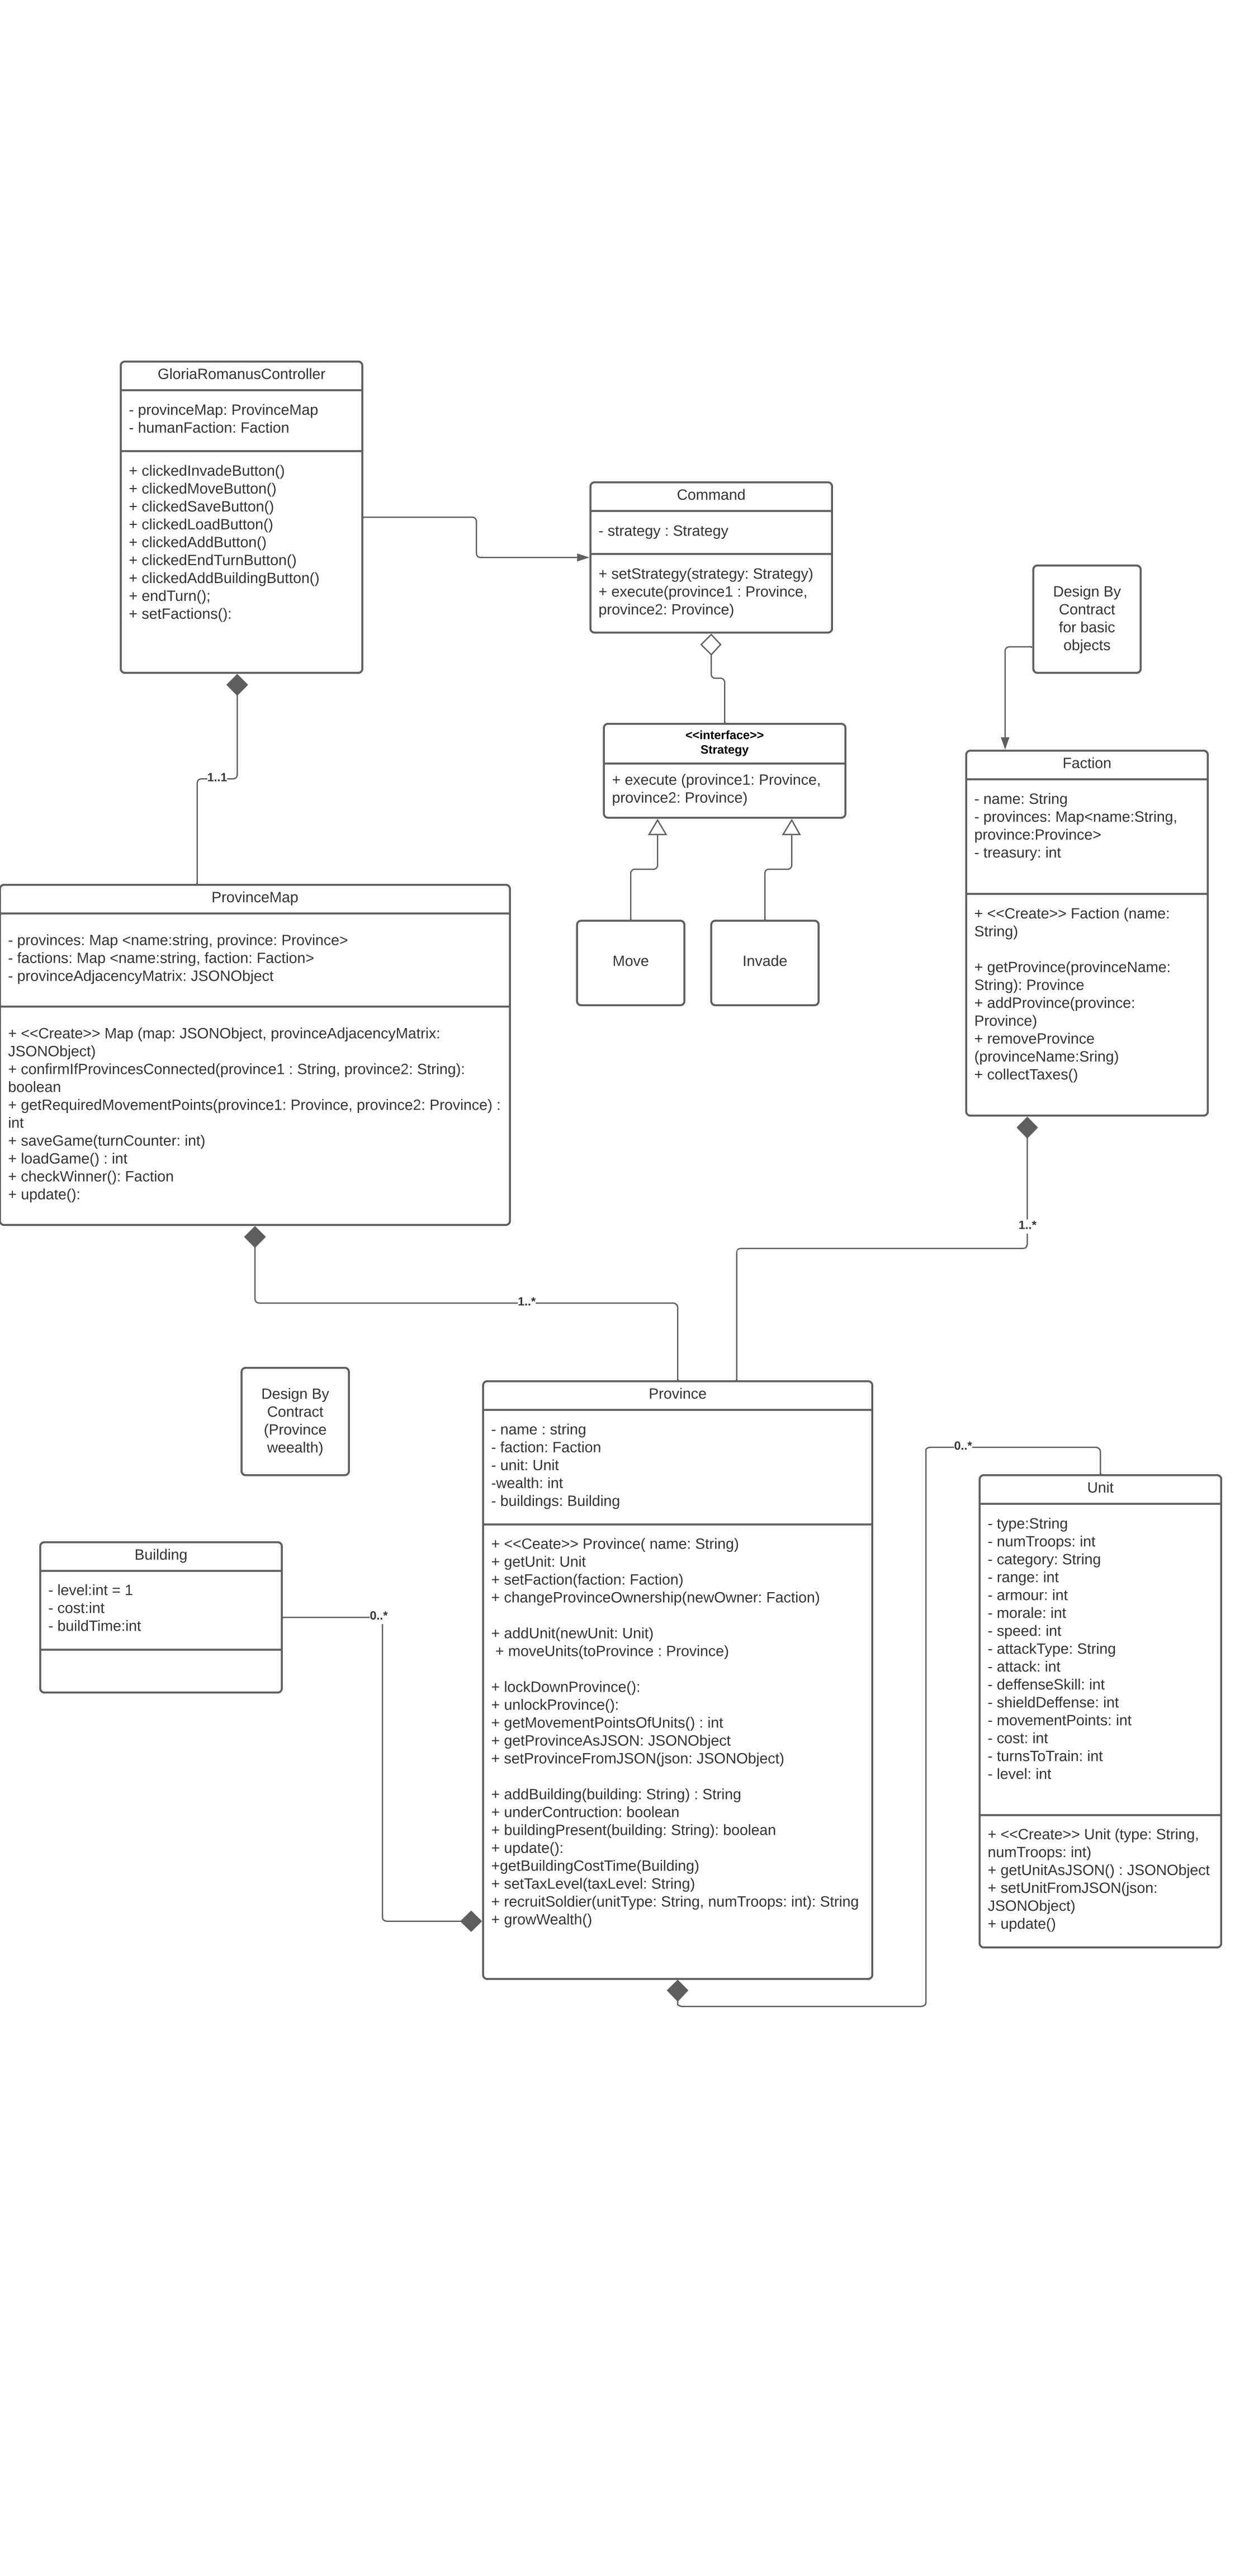 GloriaRomanusController
- provinceMap: ProvinceMap
- humanFaction: Faction
+ clickedInvadeButton()
+ clickedMoveButton()
+ clickedSaveButton()
+ clickedLoadButton()
+ clickedAddButton()
+ clickedEndTurnButton()
+ clickedAddBuildingButton()
+ endTurn();
+ setFactions():
Command
- strategy : Strategy
+ setStrategy(strategy: Strategy)
+ execute(province1 : Province,
province2: Province)
Design By
Contract
for basic
objects
<<interface>>
Strategy
+ execute (province1: Province,
province2: Province)
1..1
Faction
- name: String
- provinces: Map<name:String,
province:Province>
- treasury: int
+ <<Create>> Faction (name:
String)
+ getProvince(provinceName:
String): Province
+ addProvince(province:
Province)
+ removeProvince
(provinceName:Sring)
+ collectTaxes()
Move
Invade
ProvinceMap
- provinces: Map <name:string, province: Province>
- factions: Map <name:string, faction: Faction>
- provinceAdjacencyMatrix: JSONObject
+ <<Create>> Map (map: JSONObject, provinceAdjacencyMatrix:
JSONObject)
+ confirmIfProvincesConnected(province1 : String, province2: String):
boolean
+ getRequiredMovementPoints(province1: Province, province2: Province) :
int
+ saveGame(turnCounter: int)
+ loadGame() : int
+ checkWinner(): Faction
+ update():
1..*
1..*
Design By
Contract
(Province
weealth)
Province
- name : string
- faction: Faction
- unit: Unit
-wealth: int
- buildings: Building
+ <<Ceate>> Province( name: String)
+ getUnit: Unit
+ setFaction(faction: Faction)
+ changeProvinceOwnership(newOwner: Faction)
+ addUnit(newUnit: Unit)
+ moveUnits(toProvince : Province)
+ lockDownProvince():
+ unlockProvince():
+ getMovementPointsOfUnits() : int
+ getProvinceAsJSON: JSONObject
+ setProvinceFromJSON(json: JSONObject)
+ addBuilding(building: String) : String
+ underContruction: boolean
+ buildingPresent(building: String): boolean
+ update():
+getBuildingCostTime(Building)
+ setTaxLevel(taxLevel: String)
+ recruitSoldier(unitType: String, numTroops: int): String
+ growWealth()
0..*
Unit
- type:String
- numTroops: int
- category: String
- range: int
- armour: int
- morale: int
- speed: int
- attackType: String
- attack: int
- deffenseSkill: int
- shieldDeffense: int
- movementPoints: int
- cost: int
- turnsToTrain: int
- level: int
+ <<Create>> Unit (type: String,
numTroops: int)
+ getUnitAsJSON() : JSONObject
+ setUnitFromJSON(json:
JSONObject)
+ update()
Building
- level:int = 1
- cost:int
- buildTime:int
0..*